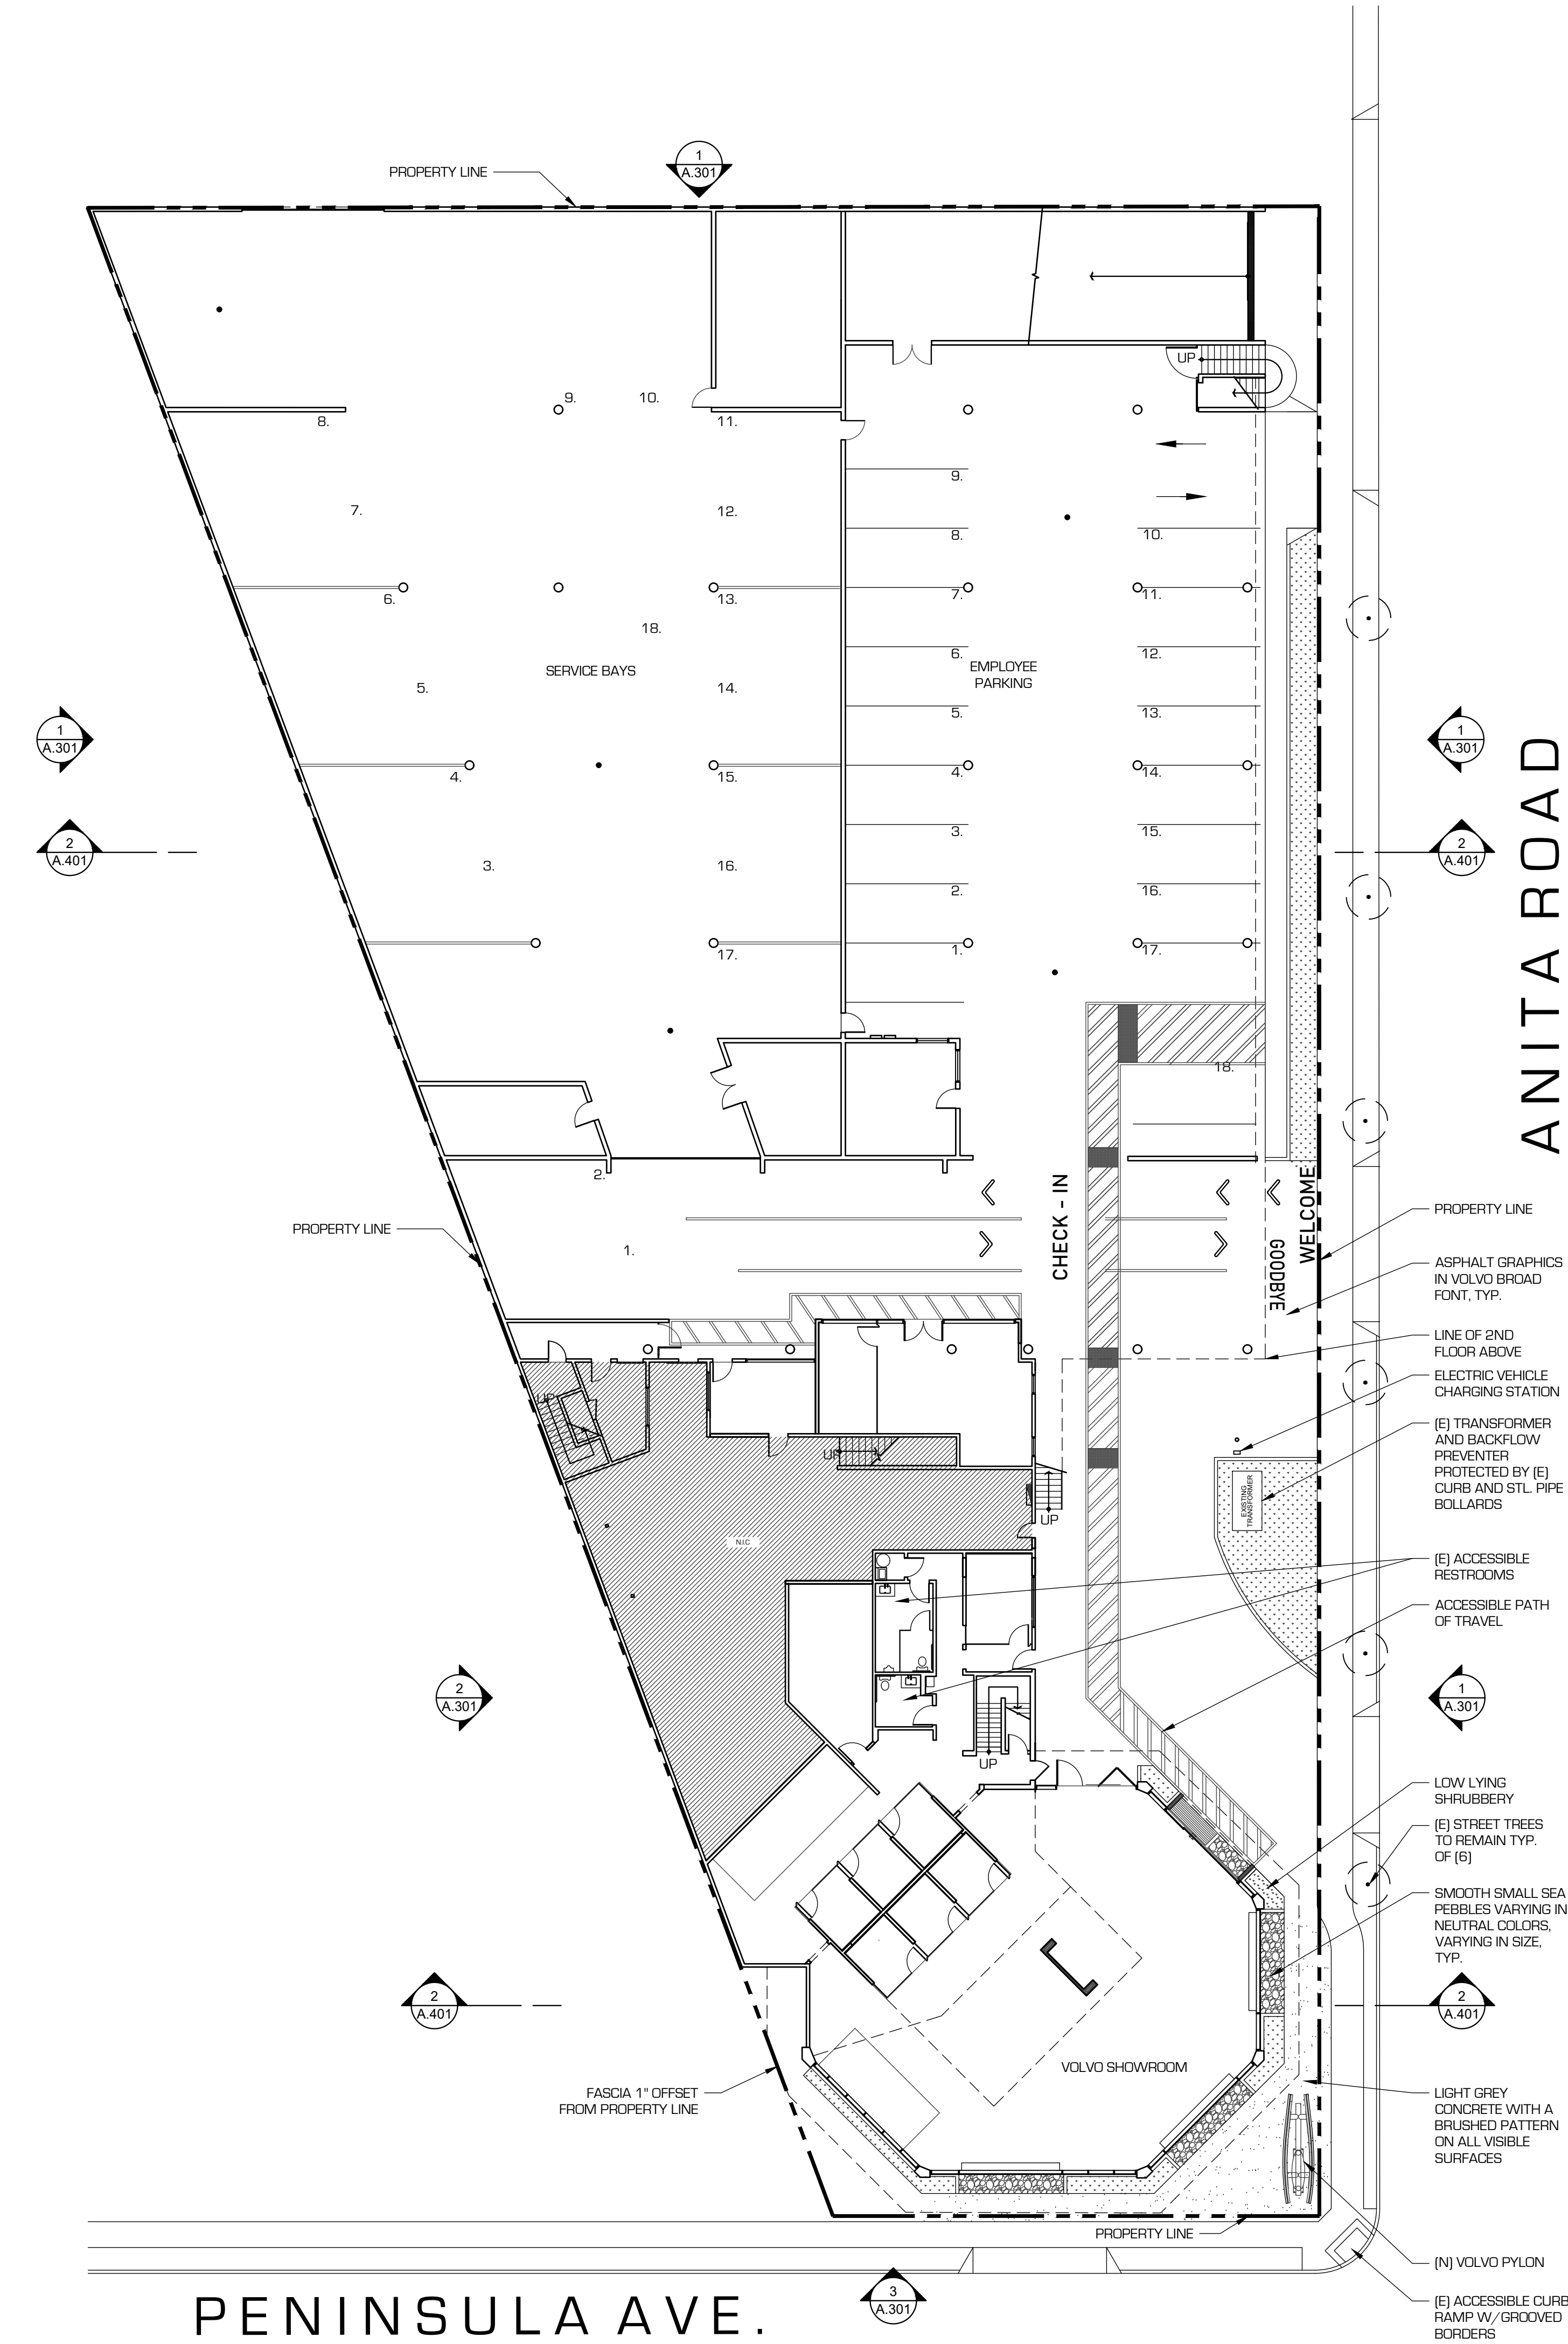 1
A.301
PROPERTY LINE
UP
8.
9.
10.
11.
7.
12.
6.
13.
18.
SERVICE BAYS
5.
14.
4.
15.
3.
16.
17.
9.
8.
7.
6.
5.
4.
3.
2.
1.
EMPLOYEE
PARKING
10.
11.
12.
13.
14.
15.
16.
17.
18.
1
A.301
2
A.401
1
A.301
2
A.401
ANITA ROAD
2.
1.
PROPERTY LINE
CHECK - IN
WELCOME
GOODBYE
PROPERTY LINE
ASPHALT GRAPHICS
IN VOLVO BROAD
FONT, TYP.
LINE OF 2ND
FLOOR ABOVE
ELECTRIC VEHICLE
CHARGING STATION
(E) TRANSFORMER
AND BACKFLOW
PREVENTER
PROTECTED BY (E)
CURB AND STL. PIPE
BOLLARDS
EXISTING
TRANSFORMER
UP
UP
UP
N.I.C
(E) ACCESSIBLE
RESTROOMS
ACCESSIBLE PATH
OF TRAVEL
2
A.301
1
A.301
UP
LOW LYING
SHRUBBERY
(E) STREET TREES
TO REMAIN TYP.
OF (6)
SMOOTH SMALL SEA
PEBBLES VARYING IN
NEUTRAL COLORS,
VARYING IN SIZE,
TYP.
2
A.401
2
A.401
VOLVO SHOWROOM
FASCIA 1" OFFSET
FROM PROPERTY LINE
LIGHT GREY
CONCRETE WITH A
BRUSHED PATTERN
ON ALL VISIBLE
SURFACES
PROPERTY LINE
(N) VOLVO PYLON
3
A.301
PENINSULA AVE.
(E) ACCESSIBLE CURB
RAMP W/GROOVED
BORDERS